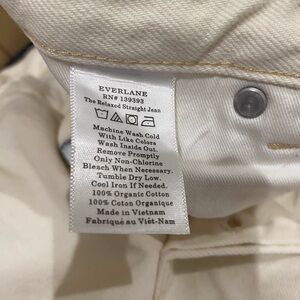 EVERLANE
RN# 139393
The Relaxed Straight Jean
Machine Wash Cold
With Like Colors
Wash Inside Out.
Remove Promptly
Only Non-Chlorine
Bleach When Necessary.
Tumble Dry Low.
Cool Iron If Needed.
100% Organic Cotton
100% Coton Organique
Made in Vietnam
Fabriqué au Viêt-Nam